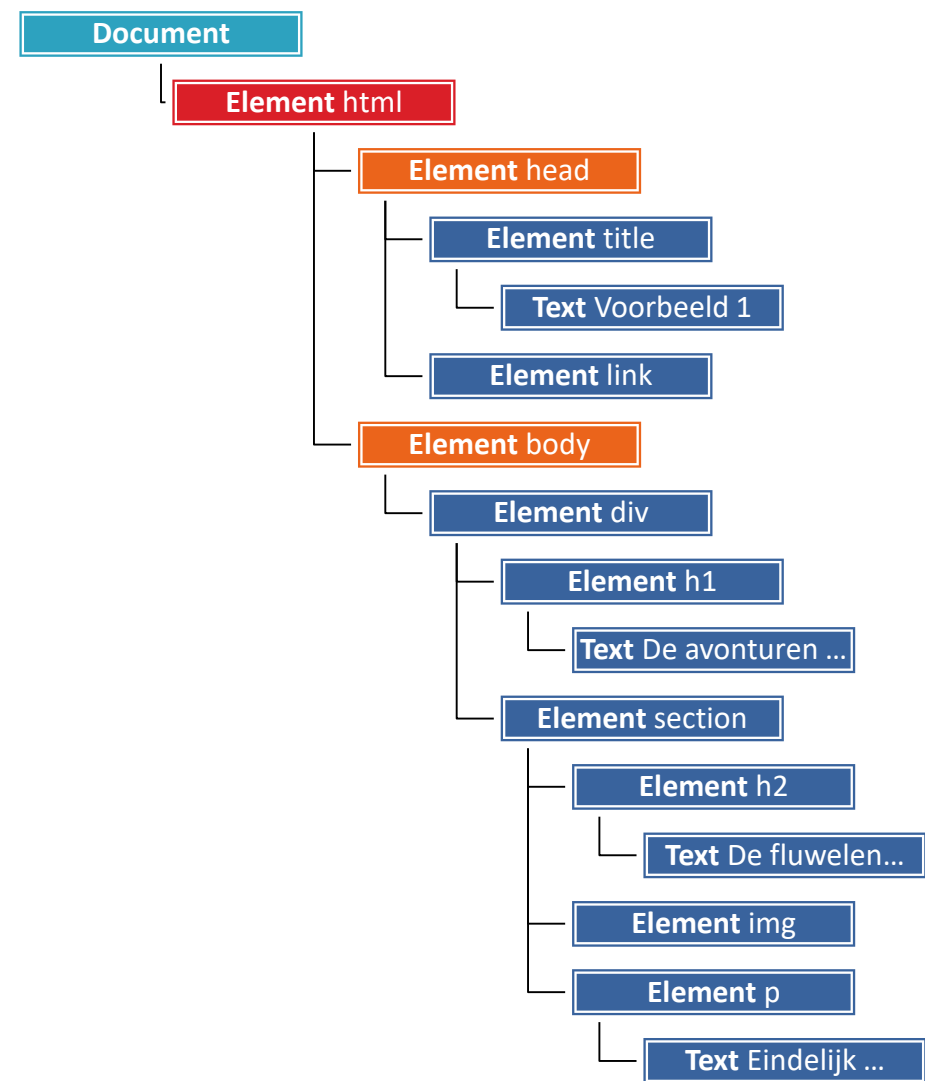 Document
Element html
Element head
Element title
Text Voorbeeld 1
Element link
Element body
Element div
Element h1
Text De avonturen ...
Element section
Element h2
Text De fluwelen...
Element img
Element p
Text Eindelijk ...